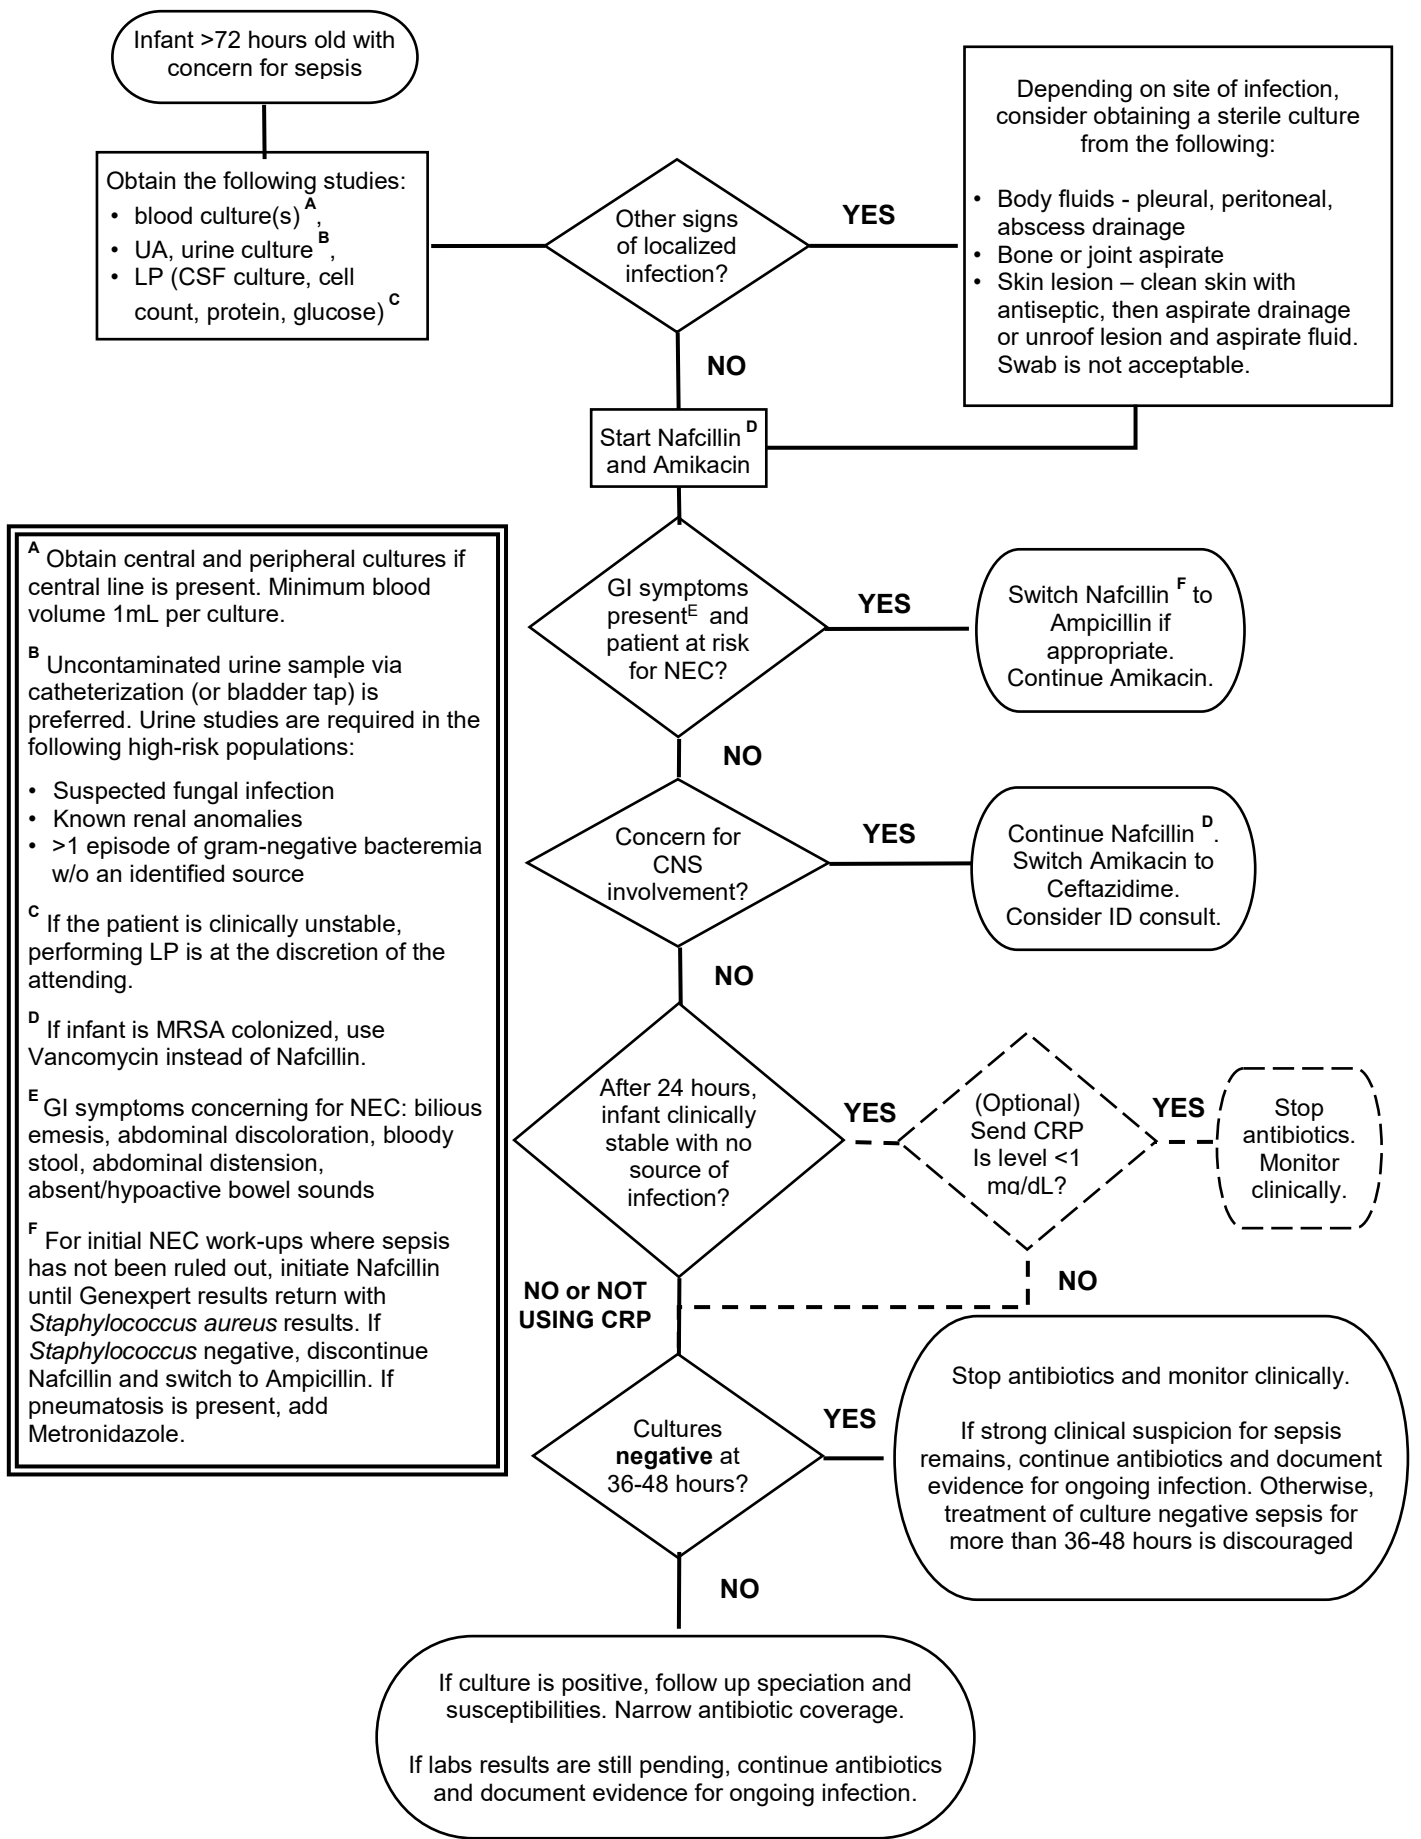 Infant >72 hours old with
concern for sepsis
Obtain the following studies:
• blood culture(s) A,
• UA, urine culture B,
• LP (CSF culture, cell
count, protein, glucose) C
Other signs
of localized
infection?
YES
Depending on site of infection,
consider obtaining a sterile culture
from the following:
• Body fluids - pleural, peritoneal,
abscess drainage
• Bone or joint aspirate
• Skin lesion – clean skin with
antiseptic, then aspirate drainage
or unroof lesion and aspirate fluid.
Swab is not acceptable.
NO
Start Nafcillin D
and Amikacin
GI symptoms
presentE and
patient at risk
for NEC?
YES
Switch Nafcillin F to
Ampicillin if
appropriate.
Continue Amikacin.
NO
Concern for
CNS
involvement?
YES
Continue Nafcillin D.
Switch Amikacin to
Ceftazidime.
Consider ID consult.
NO
After 24 hours,
infant clinically
stable with no
source of
infection?
YES
(Optional)
Send CRP
Is level <1
mg/dL?
YES
Stop
antibiotics.
Monitor
clinically.
NO
NO or NOT
USING CRP
Cultures
negative at
36-48 hours?
YES
Stop antibiotics and monitor clinically.
If strong clinical suspicion for sepsis
remains, continue antibiotics and document
evidence for ongoing infection. Otherwise,
treatment of culture negative sepsis for
more than 36-48 hours is discouraged
NO
If culture is positive, follow up speciation and
susceptibilities. Narrow antibiotic coverage.
If labs results are still pending, continue antibiotics
and document evidence for ongoing infection.
A Obtain central and peripheral cultures if
central line is present. Minimum blood
volume 1mL per culture.
B Uncontaminated urine sample via
catheterization (or bladder tap) is
preferred. Urine studies are required in the
following high-risk populations:
• Suspected fungal infection
• Known renal anomalies
• >1 episode of gram-negative bacteremia
w/o an identified source
C If the patient is clinically unstable,
performing LP is at the discretion of the
attending.
D If infant is MRSA colonized, use
Vancomycin instead of Nafcillin.
E GI symptoms concerning for NEC: bilious
emesis, abdominal discoloration, bloody
stool, abdominal distension,
absent/hypoactive bowel sounds
F For initial NEC work-ups where sepsis
has not been ruled out, initiate Nafcillin
until Genexpert results return with
Staphylococcus aureus results. If
Staphylococcus negative, discontinue
Nafcillin and switch to Ampicillin. If
pneumatosis is present, add
Metronidazole.